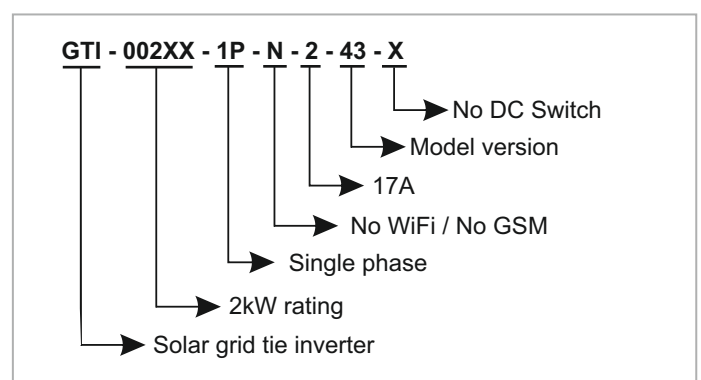 GTI - 002XX - 1P - N - 2 - 43 - X
No DC Switch
Model version
17A
No WiFi / No GSM
Single phase
2kW rating
Solar grid tie inverter